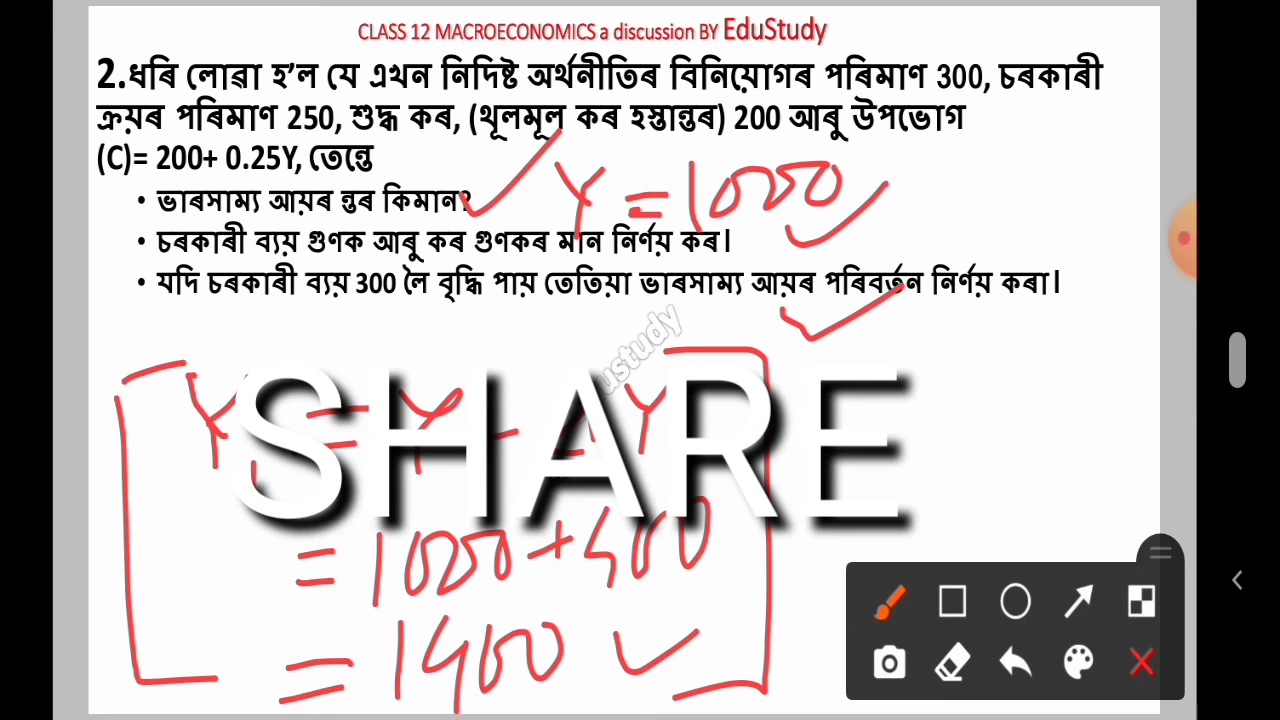 CLASS 12 MACROECONOMICS a discussion BY EduStudy
2.ধৰি লোৱা হ’ল যে এখন নিদিষ্ট অৰ্থনীতিৰ বিনিয়োগৰ পৰিমাণ 300, চৰকাৰী
ক্ৰয়ৰ পৰিমাণ 250, শুদ্ধ কৰ, (থূলমূল কৰ হস্তান্তৰ) 200 আৰু উপভোগ
(C)= 200+ 0.25Y, তেন্তে
• ভাৰসাম্য আয়ৰ স্তৰ কিমান?
Y = 1000
• চৰকাৰী ব্যয় গুণক আৰু কৰ গুণকৰ মান নিৰ্ণয় কৰ।
• যদি চৰকাৰী ব্যয় 300 লৈ বৃদ্ধি পায় তেতিয়া ভাৰসাম্য আয়ৰ পৰিবৰ্তন নিৰ্ণয় কৰা।
ustudy
SHARE
= 1000 + 400
= 1400